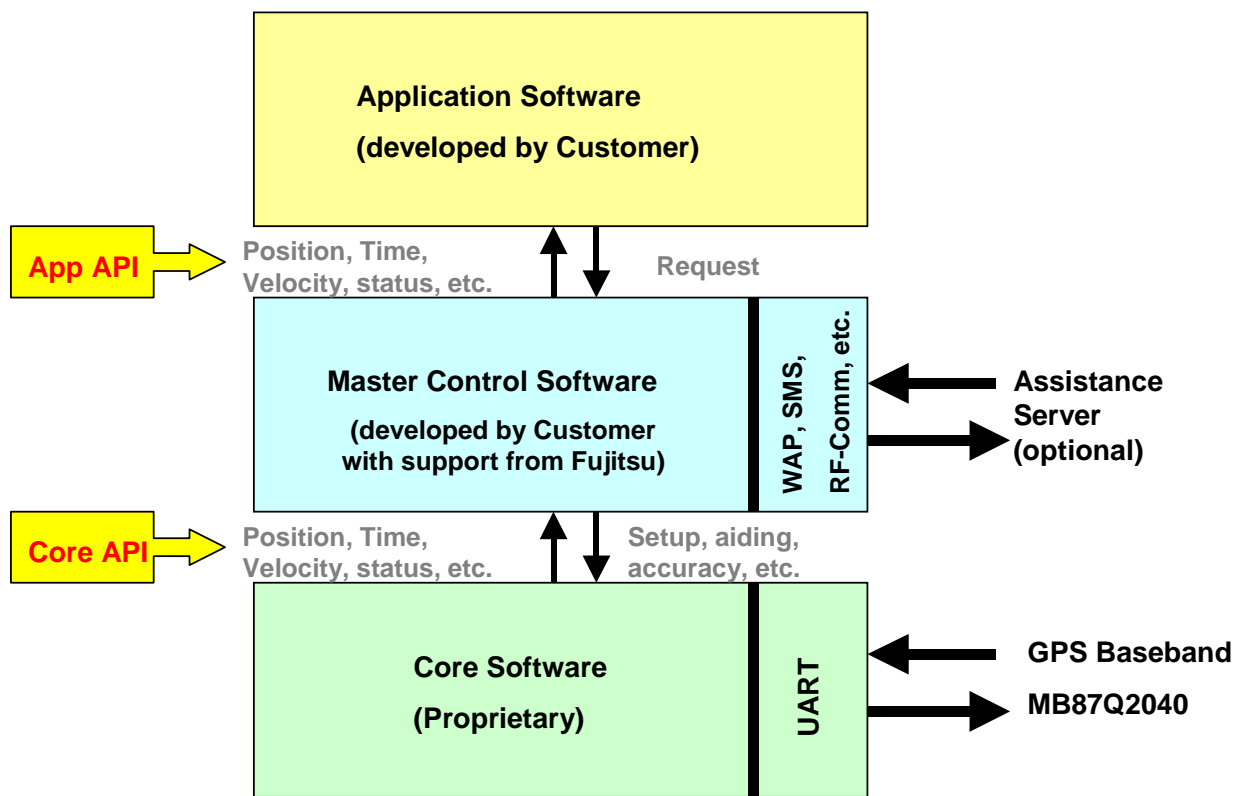 Application Software
(developed by Customer)
App API
Position, Time,
Velocity, status, etc.
Request
Master Control Software
(developed by Customer
with support from Fujitsu)
WAP, SMS,
RF-Comm, etc.
Assistance
Server
(optional)
Core API
Position, Time,
Velocity, status, etc.
Setup, aiding,
accuracy, etc.
Core Software
(Proprietary)
UART
GPS Baseband
MB87Q2040